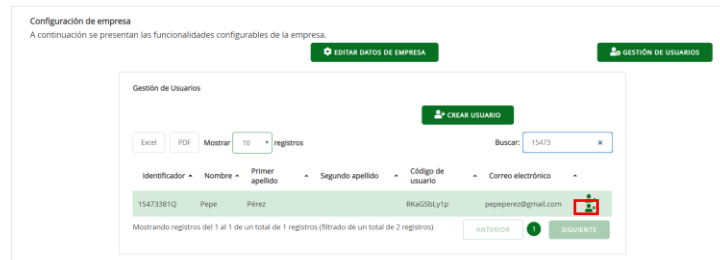 Configuración de empresa
A continuación se presentan las funcionalidades configurables de la empresa.
EDITAR DATOS DE EMPRESA
GESTIÓN DE USUARIOS
Gestión de Usuarios
CREAR USUARIO
Excel PDF Mostrar 10 registros Buscar: 15473 x
Identificador Nombre Primer apellido Segundo apellido Código de usuario Correo electrónico
15473381Q Pepe Pérez RKaGSbLy1p pepeperez@gmail.com
Mostrando registros del 1 al 1 de un total de 1 registros (filtrado de un total de 2 registros)
ANTERIOR 1 SIGUIENTE